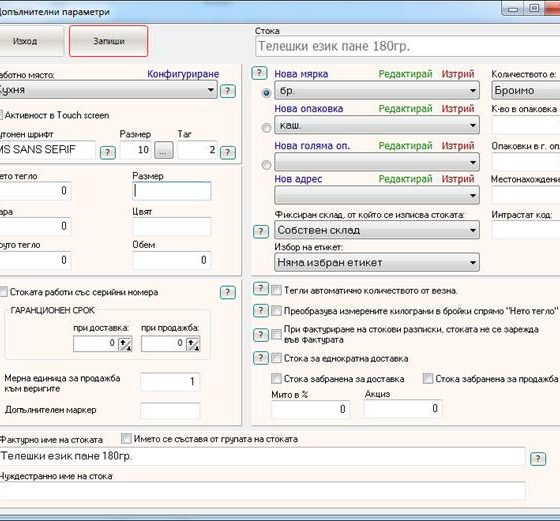 Допълнителни параметри
Изход
Запиши
Стока
Телешки език пане 180гр.
Работно място:
Конфигуриране
Кухня
?
Активност в Touch screen
Бутонен шрифт
Размер
Таг
MS SANS SERIF
?
10
...
2
?
Нето тегло
Размер
0
Тара
Цвят
0
Бруто тегло
Обем
0
0
?
Нова мярка
Редактирай
Изтрий
Количеството е:
бр.
Броимо
Нова опаковка
Редактирай
Изтрий
К-во в опаковка
каш.
Нова голяма оп.
Редактирай
Изтрий
Опаковки в г. оп.
Нов адрес
Редактирай
Изтрий
Местонахождени
Фиксиран склад, от който се изписва стоката:
Интрастат код:
?
Собствен склад
Избор на етикет:
Няма избран етикет
Стоката работи със серийни номера
?
ГАРАНЦИОНЕН СРОК
при доставка:
при продажба:
0
0
Мерна единица за продажба
към веригите
1
Допълнителен маркер
?
Тегли автоматично количеството от везна.
?
Преобразува измерените килограми в бройки спрямо "Нето тегло"
?
При фактуриране на стокови разписки, стоката не се зарежда
във фактурата
?
Стока за еднократна доставка
Стока забранена за доставка
Стока забранена за продажба
Мито в %
Акциз
0
0
Фактурно име на стоката
Името се съставя от групата на стоката
Телешки език пане 180гр.
?
Чуждестранно име на стока: